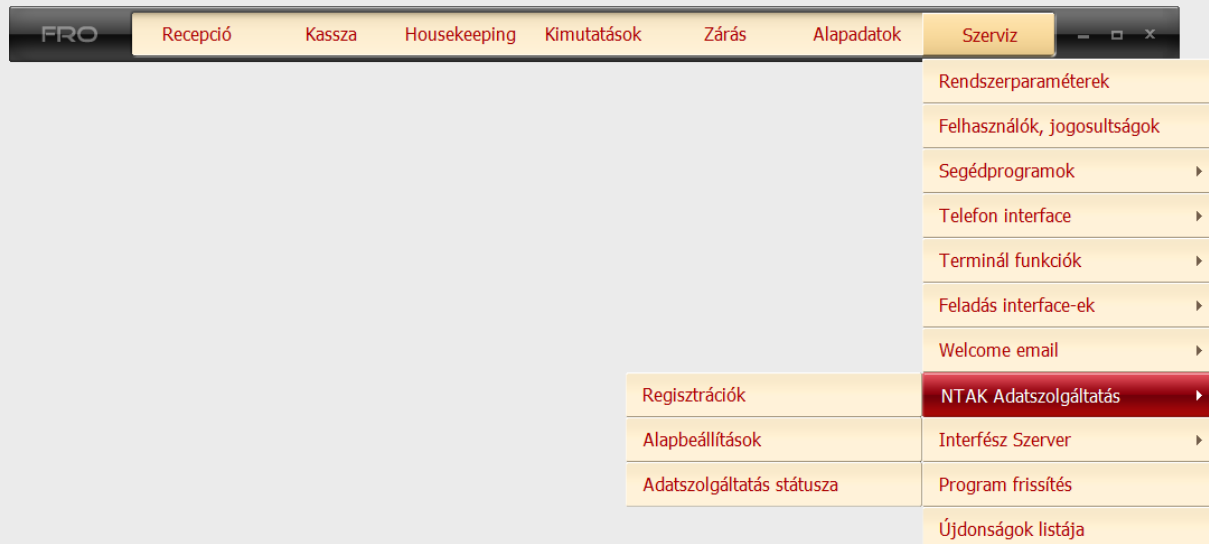 FRO Recepció Kassza Housekeeping Kimutatások Zárás Alapadatok Szerviz
Rendszerparaméterek
Felhasználók, jogosultságok
Segédprogramok
Telefon interface
Terminál funkciók
Feladás interface-ek
Welcome email
NTAK Adatszolgáltatás
Regisztrációk
Alapbeállítások
Adatszolgáltatás státusza
Interfész Szerver
Program frissítés
Újdonságok listája